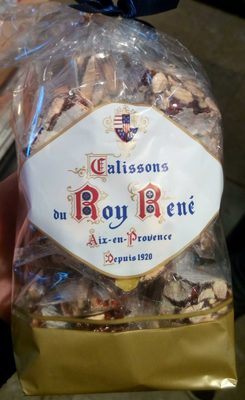 Calissons
du Roy René
Aix-en-Provence
Depuis 1920